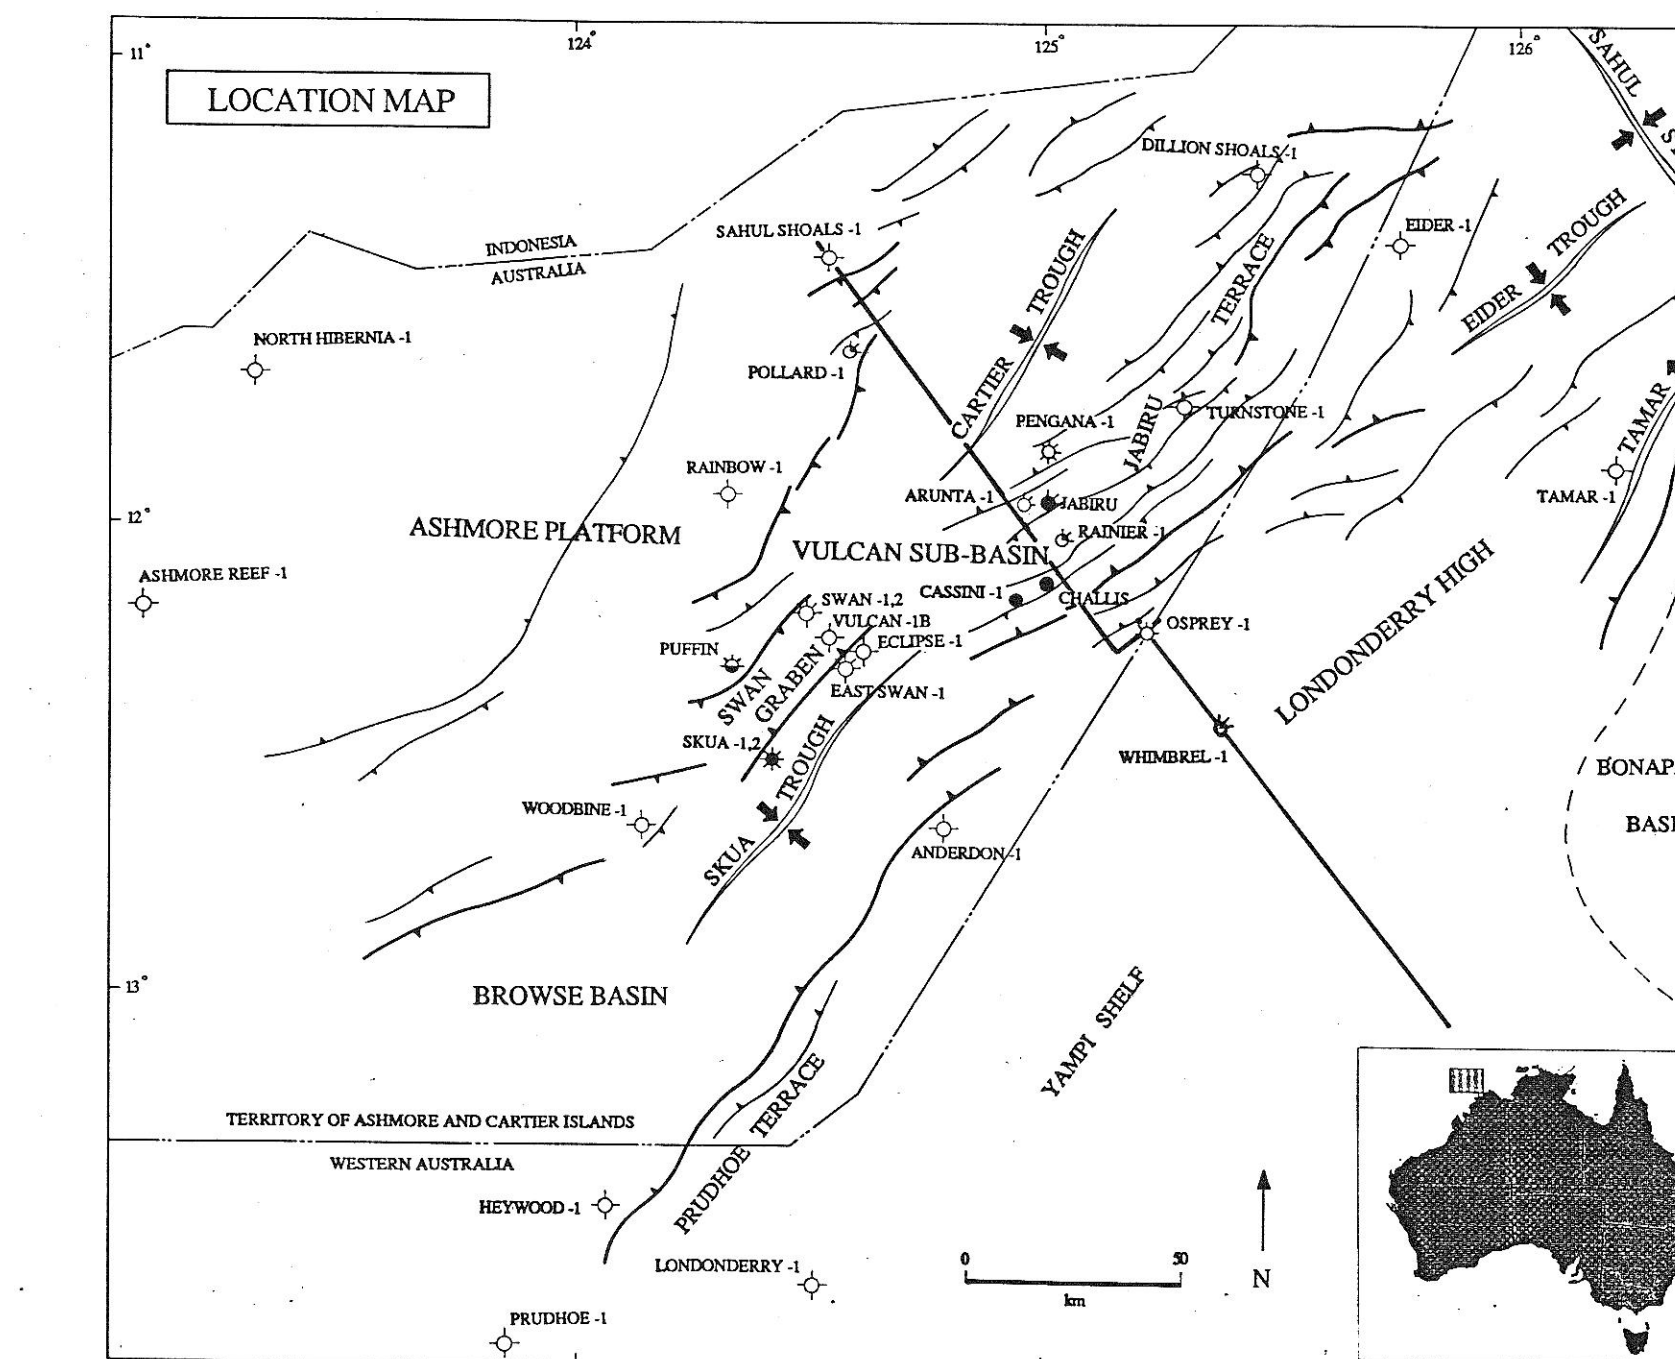 124°
125°
126°
11°
LOCATION MAP
SAHUL
DILLION SHOALS -1
SAHUL SHOALS -1
EIDER -1
EIDER TROUGH
INDONESIA
AUSTRALIA
CARTIER TROUGH
JABIRU TERRACE
NORTH HIBERNIA -1
POLLARD -1
PENGANA -1
TURNSTONE -1
TAMAR
RAINBOW -1
ARUNTA -1
JABIRU
TAMAR -1
12°
ASHMORE PLATFORM
RAINIER -1
VULCAN SUB-BASIN
ASHMORE REEF -1
CASSINI -1
CHALLIS
SWAN -1,2
VULCAN -1B
OSPREY -1
LONDONDERRY HIGH
PUFFIN
ECLIPSE -1
SWAN
GRABEN
EAST SWAN -1
SKUA -1,2
WHIMBREL -1
SKUA TROUGH
BONAP
BASI
WOODBINE -1
ANDERDON -1
13°
BROWSE BASIN
YAMPI SHELF
PRUDHOE TERRACE
TERRITORY OF ASHMORE AND CARTIER ISLANDS
WESTERN AUSTRALIA
HEYWOOD -1
LONDONDERRY -1
0 50
km
N
PRUDHOE -1